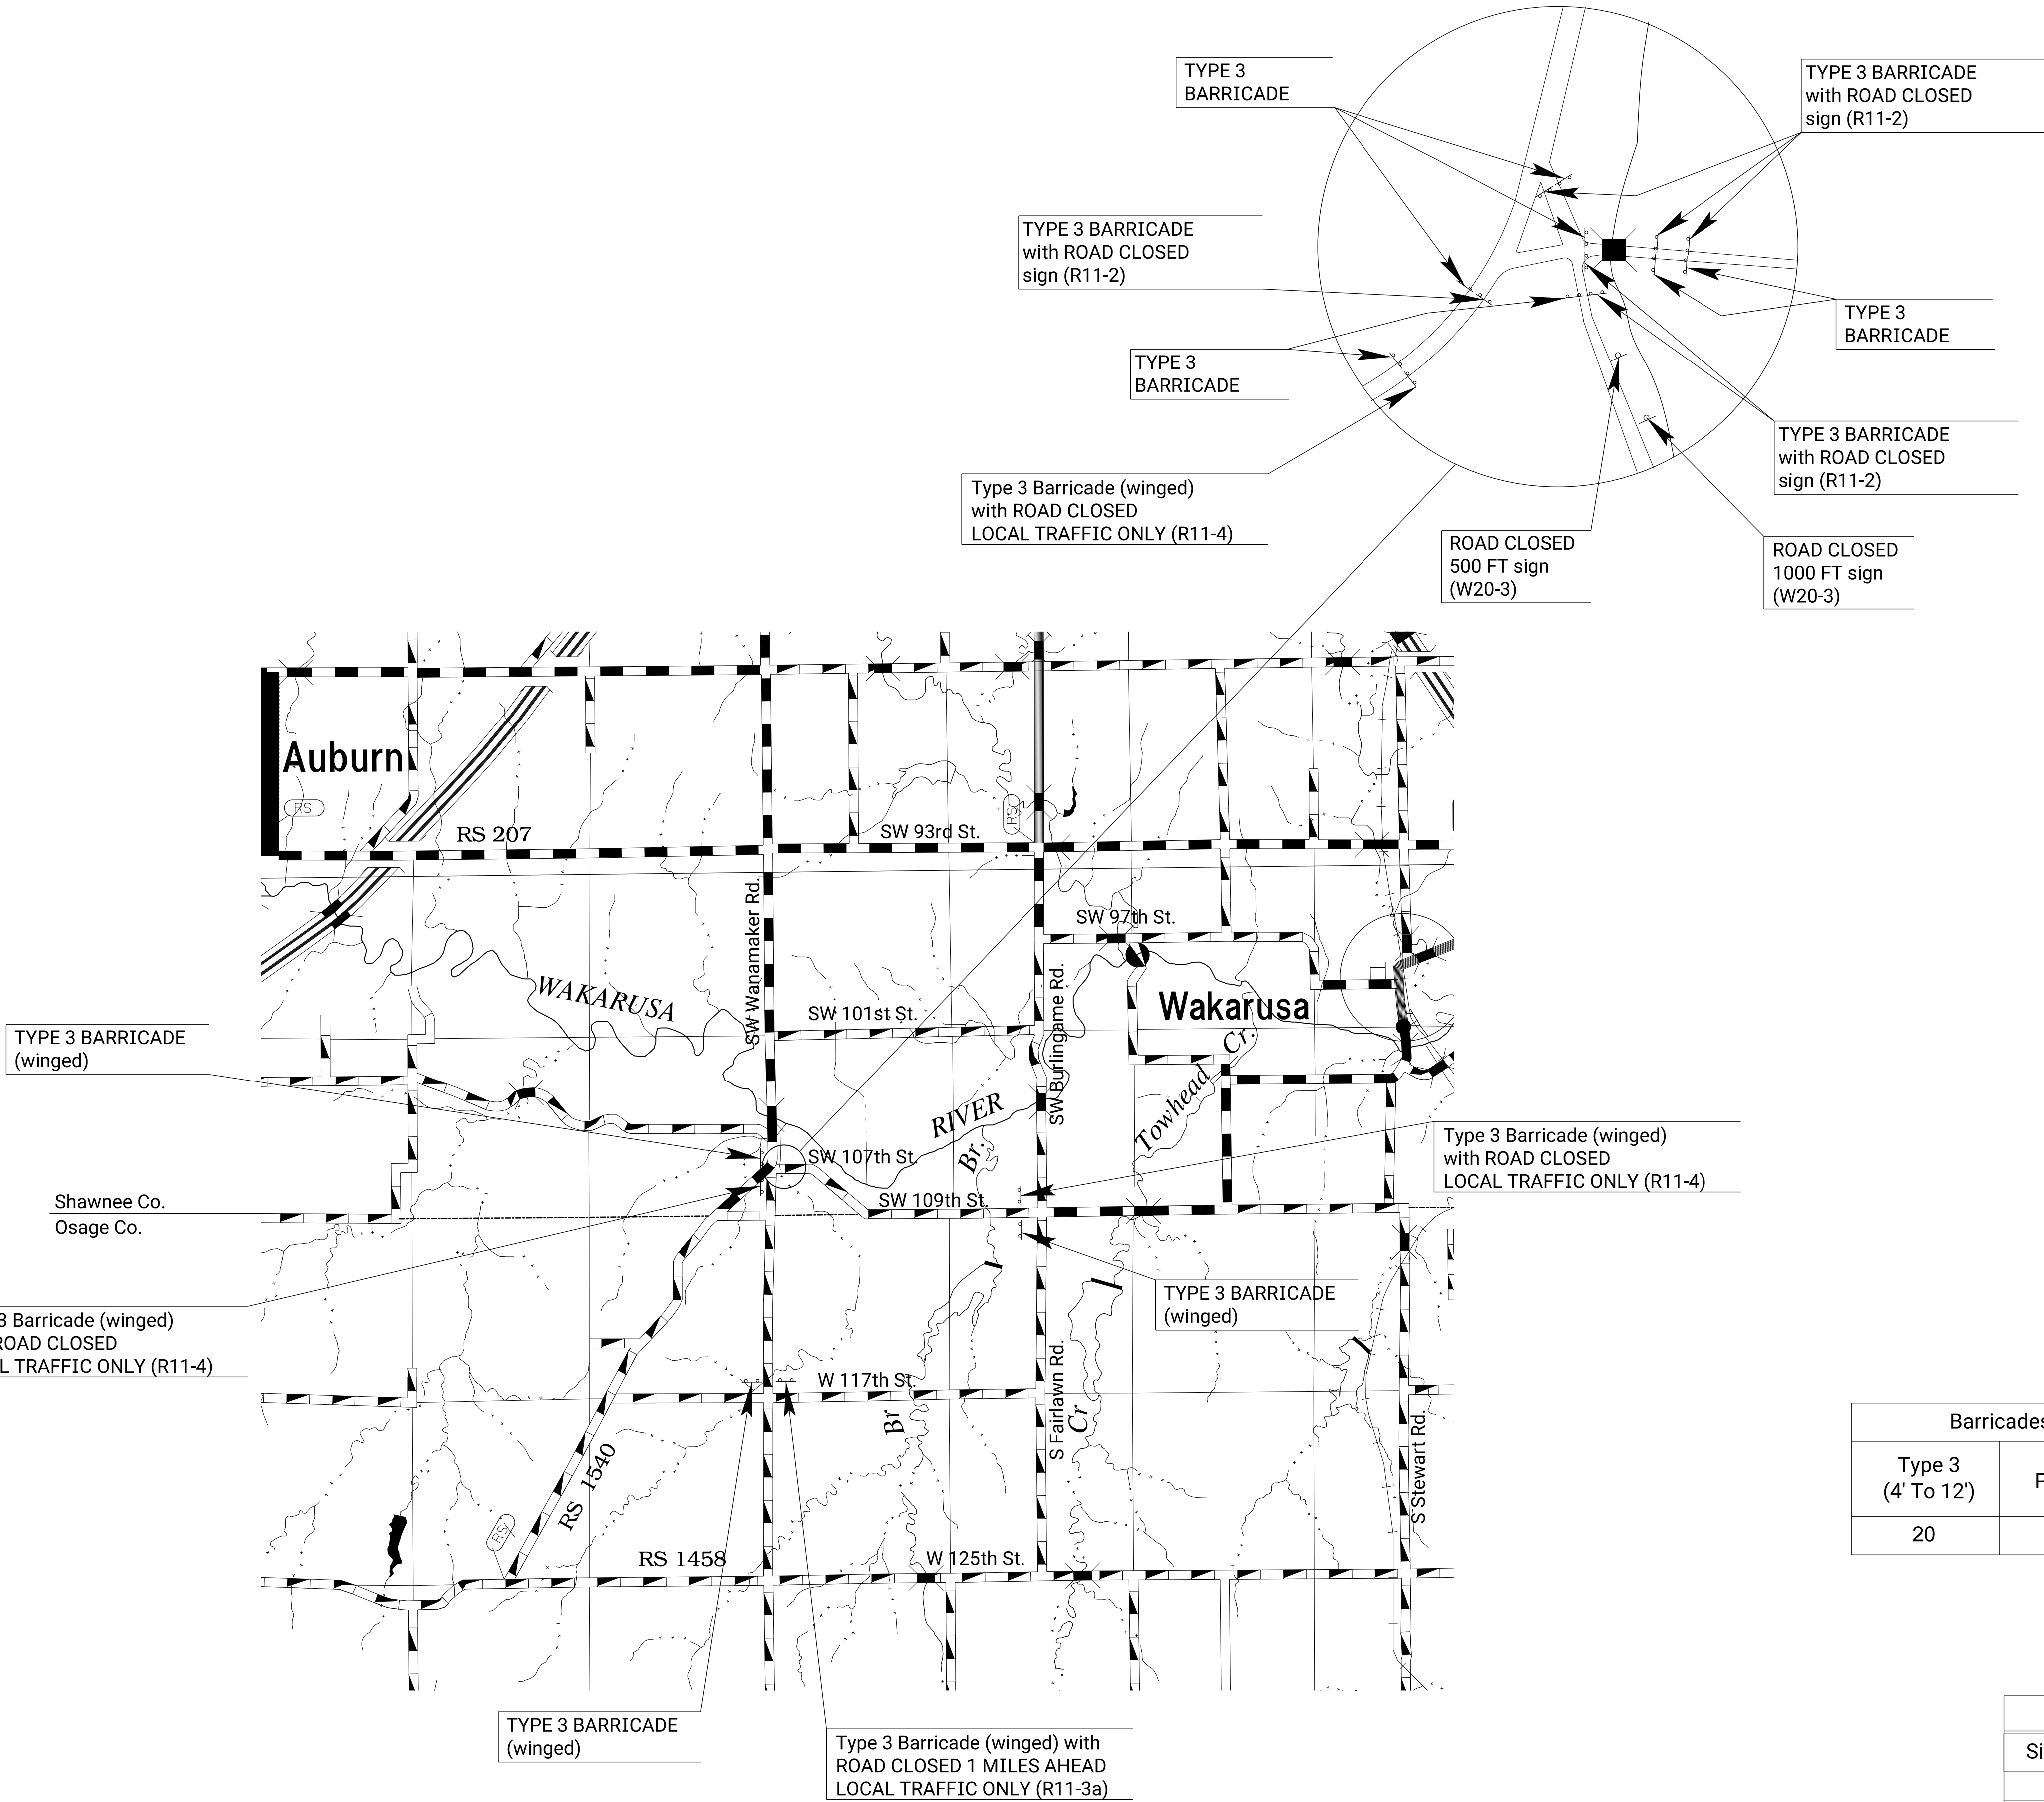 TYPE 3
BARRICADE
TYPE 3 BARRICADE
with ROAD CLOSED
sign (R11-2)
TYPE 3 BARRICADE
with ROAD CLOSED
sign (R11-2)
TYPE 3
BARRICADE
TYPE 3
BARRICADE
TYPE 3 BARRICADE
with ROAD CLOSED
sign (R11-2)
Type 3 Barricade (winged)
with ROAD CLOSED
LOCAL TRAFFIC ONLY (R11-4)
ROAD CLOSED
500 FT sign
(W20-3)
ROAD CLOSED
1000 FT sign
(W20-3)
Auburn
RS
RS
RS 207
SW 93rd St.
SW Wanamaker Rd.
SW 97th St.
WAKARUSA
SW 101st St.
SW Burlingame Rd.
Wakarusa
TYPE 3 BARRICADE
(winged)
Towhead Cr.
RIVER
Br.
SW 107th St.
Type 3 Barricade (winged)
with ROAD CLOSED
LOCAL TRAFFIC ONLY (R11-4)
Shawnee Co.
Osage Co.
SW 109th St.
TYPE 3 BARRICADE
(winged)
3 Barricade (winged)
ROAD CLOSED
L TRAFFIC ONLY (R11-4)
W 117th St.
S Fairlawn Rd.
Br
Cr
S Stewart Rd.
RS 1540
RS
RS 1458
W 125th St.
Barricades
Type 3
(4' To 12')
P
20
TYPE 3 BARRICADE
(winged)
Type 3 Barricade (winged) with
ROAD CLOSED 1 MILES AHEAD
LOCAL TRAFFIC ONLY (R11-3a)
Si